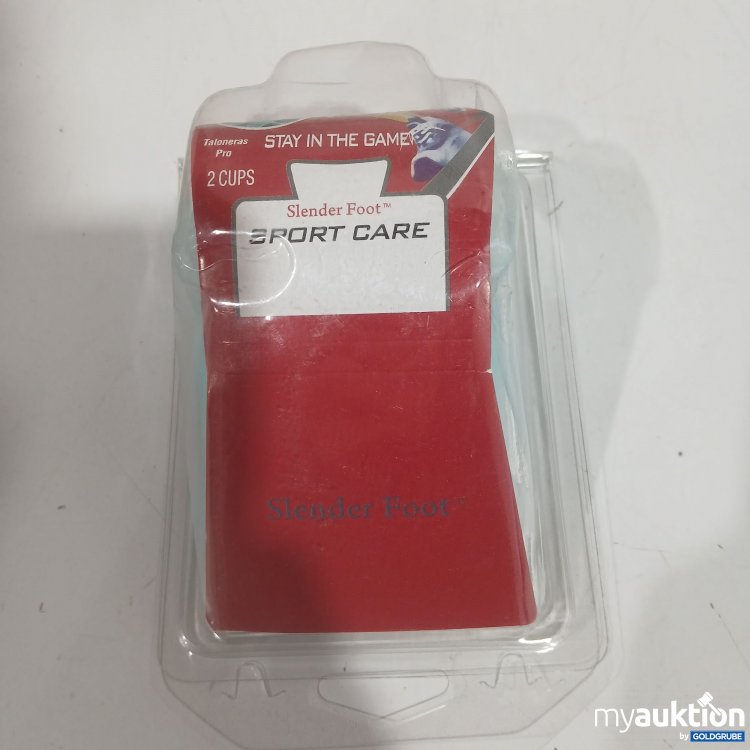 Taloneras
Pro
STAY IN THE GAME
2 CUPS
Slender Foot™
SPORT CARE
Slender Foot™
myauktion
by GOLDGRUBE